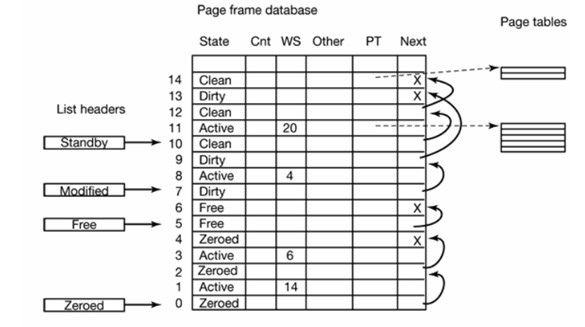 Page frame database
Page tables
State Cnt WS Other PT Next
14 Clean X
13 Dirty X
List headers
12 Clean
11 Active 20
Standby 10 Clean
9 Dirty
8 Active 4
Modified 7 Dirty
6 Free X
Free 5 Free
4 Zeroed X
3 Active 6
2 Zeroed
1 Active 14
Zeroed 0 Zeroed